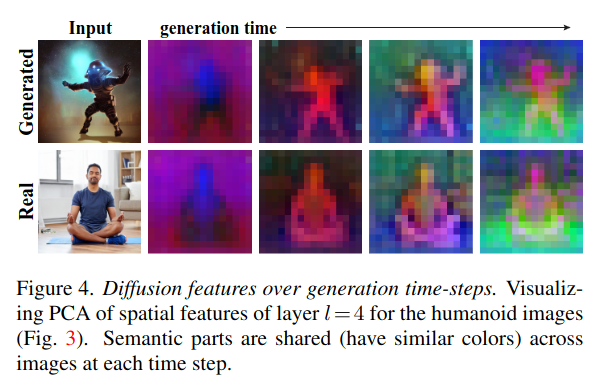 Input generation time
Generated
Real
Figure 4. Diffusion features over generation time-steps. Visualiz-
ing PCA of spatial features of layer l = 4 for the humanoid images
(Fig. 3). Semantic parts are shared (have similar colors) across
images at each time step.